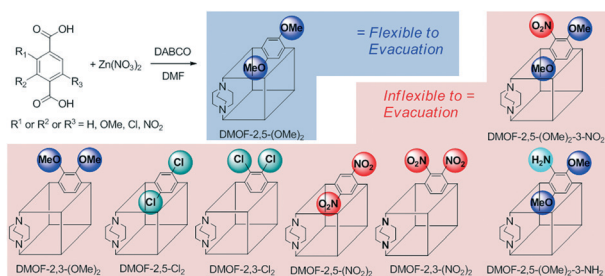 CO₂H
R₁
R₂
R₃
CO₂H
+ Zn(NO₃)₂
DABCO
DMF
R¹ or R² or R³ = H, OMe, Cl, NO₂
OMe
MeO
N
N
DMOF-2,5-(OMe)₂
= Flexible to
Evacuation
Inflexible to =
Evacuation
O₂N
OMe
MeO
N
N
DMOF-2,5-(OMe)₂-3-NO₂
MeO
OMe
N
N
DMOF-2,3-(OMe)₂
Cl
Cl
N
N
DMOF-2,5-Cl₂
Cl
Cl
N
N
DMOF-2,3-Cl₂
NO₂
O₂N
N
N
DMOF-2,5-(NO₂)₂
O₂N
NO₂
N
N
DMOF-2,3-(NO₂)₂
H₂N
OMe
MeO
N
N
DMOF-2,5-(OMe)₂-3-NH₂